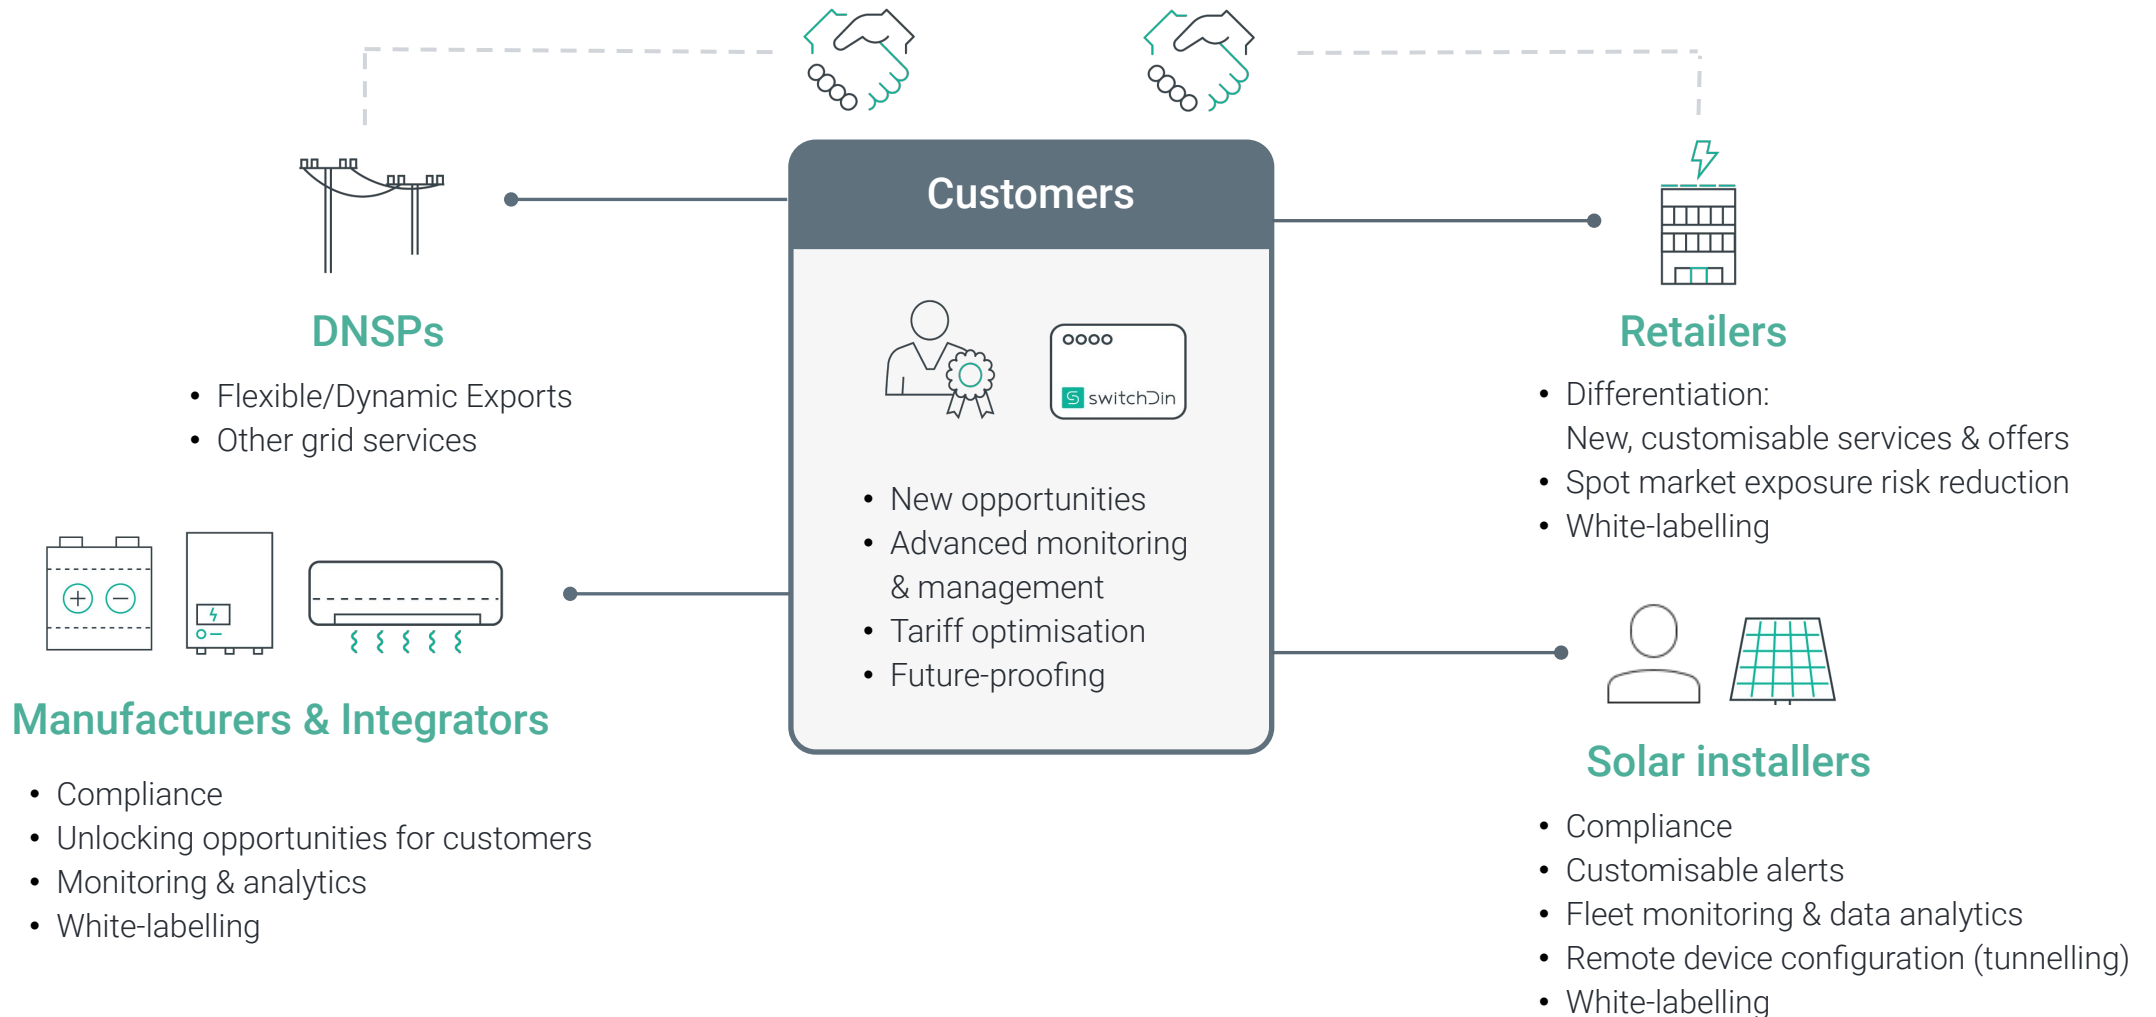 Customers
switchDin
• New opportunities
• Advanced monitoring
& management
• Tariff optimisation
• Future-proofing
DNSPs
• Flexible/Dynamic Exports
• Other grid services
Manufacturers & Integrators
• Compliance
• Unlocking opportunities for customers
• Monitoring & analytics
• White-labelling
Retailers
• Differentiation:
New, customisable services & offers
• Spot market exposure risk reduction
• White-labelling
Solar installers
• Compliance
• Customisable alerts
• Fleet monitoring & data analytics
• Remote device configuration (tunnelling)
• White-labelling